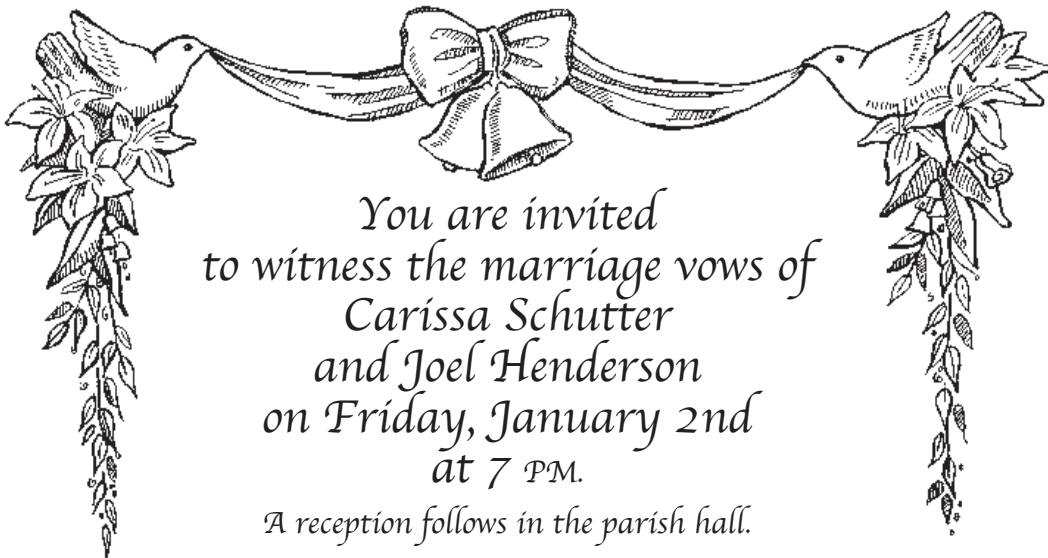 You are invited
to witness the marriage vows of
Carissa Schutter
and Joel Henderson
on Friday, January 2nd
at 7 PM.
A reception follows in the parish hall.